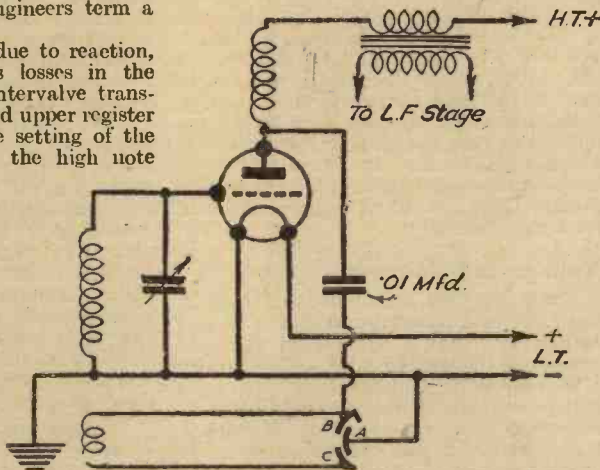 ngineers term a
due to reaction,
s losses in the
ntervalve trans-
d upper register
e setting of the
the high note
H.T.+
To L.F Stage
.01 Mfd.
+
L.T.
-
B
A
C